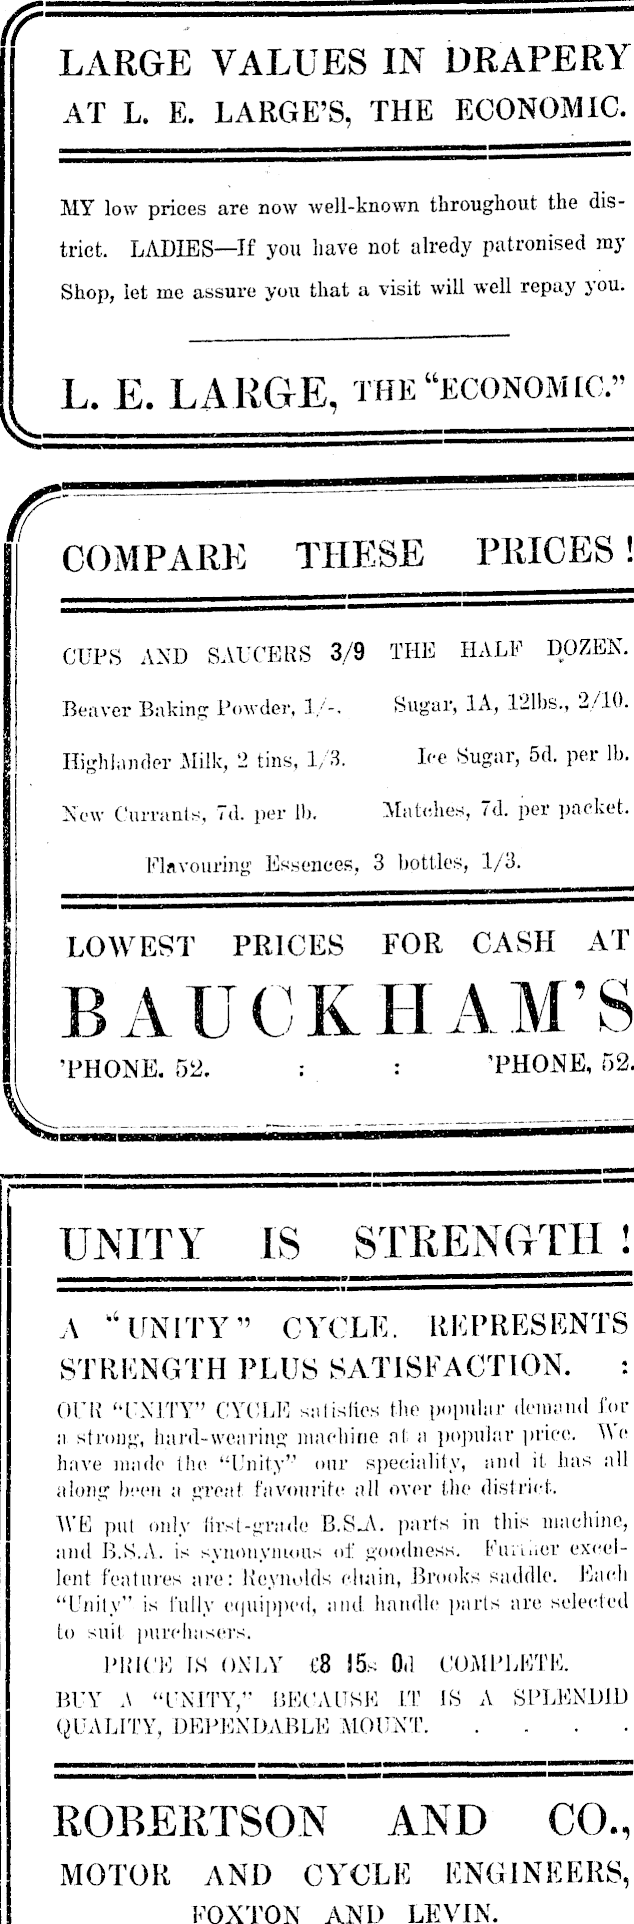 LARGE VALUES IN DRAPERY
AT L. E. LARGE'S, THE ECONOMIC.
MY low prices are now well-known throughout the dis-
trict. LADIES—If you have not alredy patronised my
Shop, let me assure you that a visit will well repay you.
L. E. LARGE, THE "ECONOMIC."
COMPARE THESE PRICES!
CUPS AND SAUCERS 3/9 THE HALF DOZEN.
Beaver Baking Powder, 1/-. Sugar, 1A, 12lbs., 2/10.
Highlander Milk, 2 tins, 1/3. Ice Sugar, 5d. per lb.
New Currants, 7d. per lb. Matches, 7d. per packet.
Flavouring Essences, 3 bottles, 1/3.
LOWEST PRICES FOR CASH AT
BAUCKHAM'S
'PHONE. 52. : : 'PHONE, 52.
UNITY IS STRENGTH!
A "UNITY" CYCLE. REPRESENTS
STRENGTH PLUS SATISFACTION. :
OUR "UNITY" CYCLE satisfies the popular demand for
a strong, hard-wearing machine at a popular price. We
have made the "Unity" our speciality, and it has all
along been a great favourite all over the district.
WE put only first-grade B.S.A. parts in this machine,
and B.S.A. is synonymous of goodness. Further excel-
lent features are: Reynolds chain, Brooks saddle. Each
"Unity" is fully equipped, and handle parts are selected
to suit purchasers.
PRICE IS ONLY £8 15s 0d COMPLETE.
BUY A "UNITY," BECAUSE IT IS A SPLENDID
QUALITY, DEPENDABLE MOUNT. . . . .
ROBERTSON AND CO.,
MOTOR AND CYCLE ENGINEERS,
FOXTON AND LEVIN.